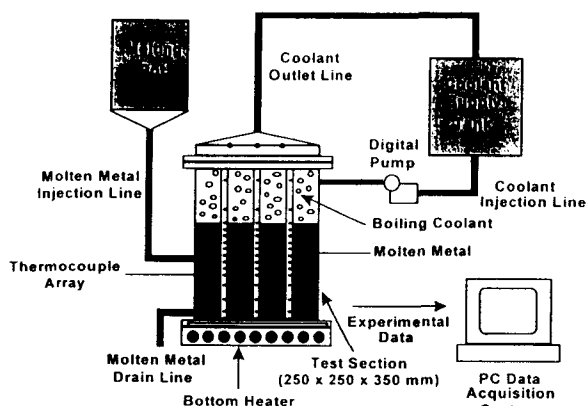 Coolant
Outlet Line
Digital
Pump
Molten Metal
Injection Line
Coolant
Injection Line
Boiling Coolant
Molten Metal
Thermocouple
Array
Experimental
Data
Molten Metal
Drain Line
Test Section
(250 x 250 x 350 mm)
Bottom Heater
PC Data
Acquisition